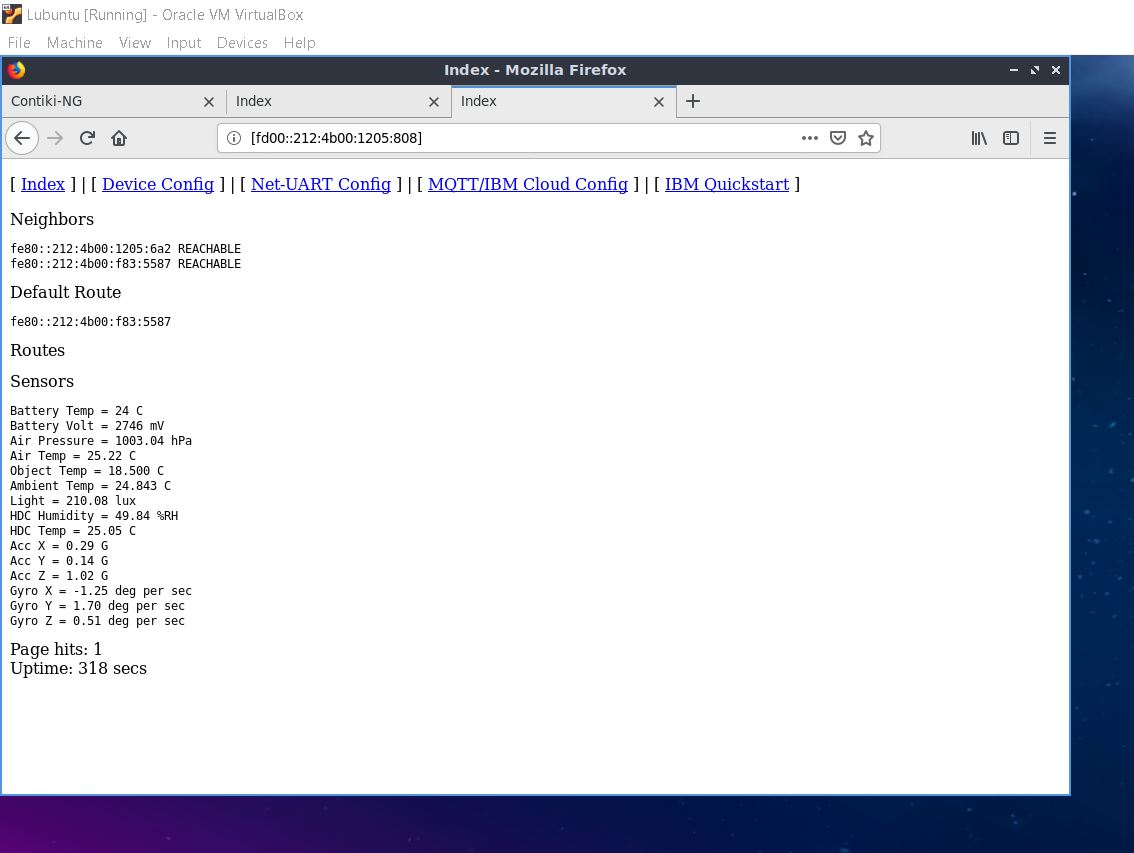 Lubuntu [Running] - Oracle VM VirtualBox
File Machine View Input Devices Help
Index - Mozilla Firefox
Contiki-NG
Index
Index
[fd00::212:4b00:1205:808]
[ Index ] | [ Device Config ] | [ Net-UART Config ] | [ MQTT/IBM Cloud Config ] | [ IBM Quickstart ]
Neighbors
fe80::212:4b00:1205:6a2 REACHABLE
fe80::212:4b00:f83:5587 REACHABLE
Default Route
fe80::212:4b00:f83:5587
Routes
Sensors
Battery Temp = 24 C
Battery Volt = 2746 mV
Air Pressure = 1003.04 hPa
Air Temp = 25.22 C
Object Temp = 18.500 C
Ambient Temp = 24.843 C
Light = 210.08 lux
HDC Humidity = 49.84 %RH
HDC Temp = 25.05 C
Acc X = 0.29 G
Acc Y = 0.14 G
Acc Z = 1.02 G
Gyro X = -1.25 deg per sec
Gyro Y = 1.70 deg per sec
Gyro Z = 0.51 deg per sec
Page hits: 1
Uptime: 318 secs